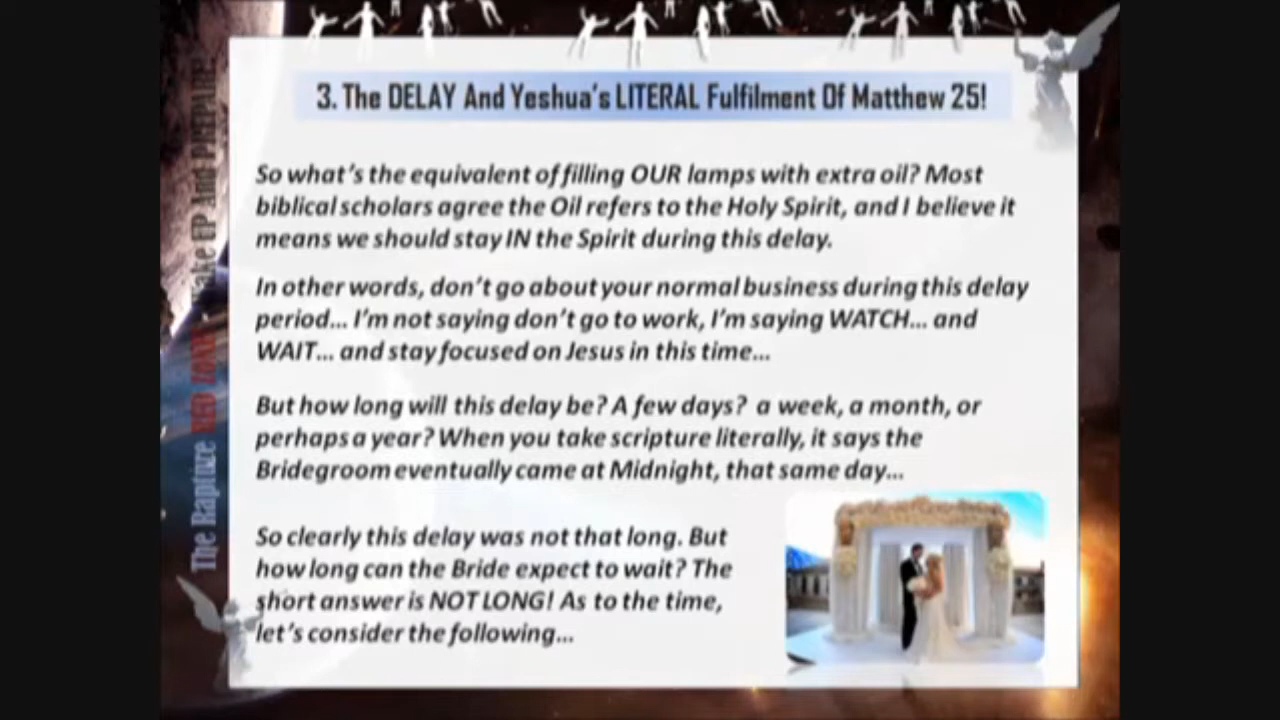 3. The DELAY And Yeshua's LITERAL Fulfilment Of Matthew 25!
So what's the equivalent of filling OUR lamps with extra oil? Most
biblical scholars agree the Oil refers to the Holy Spirit, and I believe it
means we should stay IN the Spirit during this delay.
In other words, don't go about your normal business during this delay
period... I'm not saying don't go to work, I'm saying WATCH... and
WAIT... and stay focused on Jesus in this time...
But how long will this delay be? A few days? a week, a month, or
perhaps a year? When you take scripture literally, it says the
Bridegroom eventually came at Midnight, that same day...
So clearly this delay was not that long. But
how long can the Bride expect to wait? The
short answer is NOT LONG! As to the time,
let's consider the following...
The Rapture RED ZONE UP And PREPARE